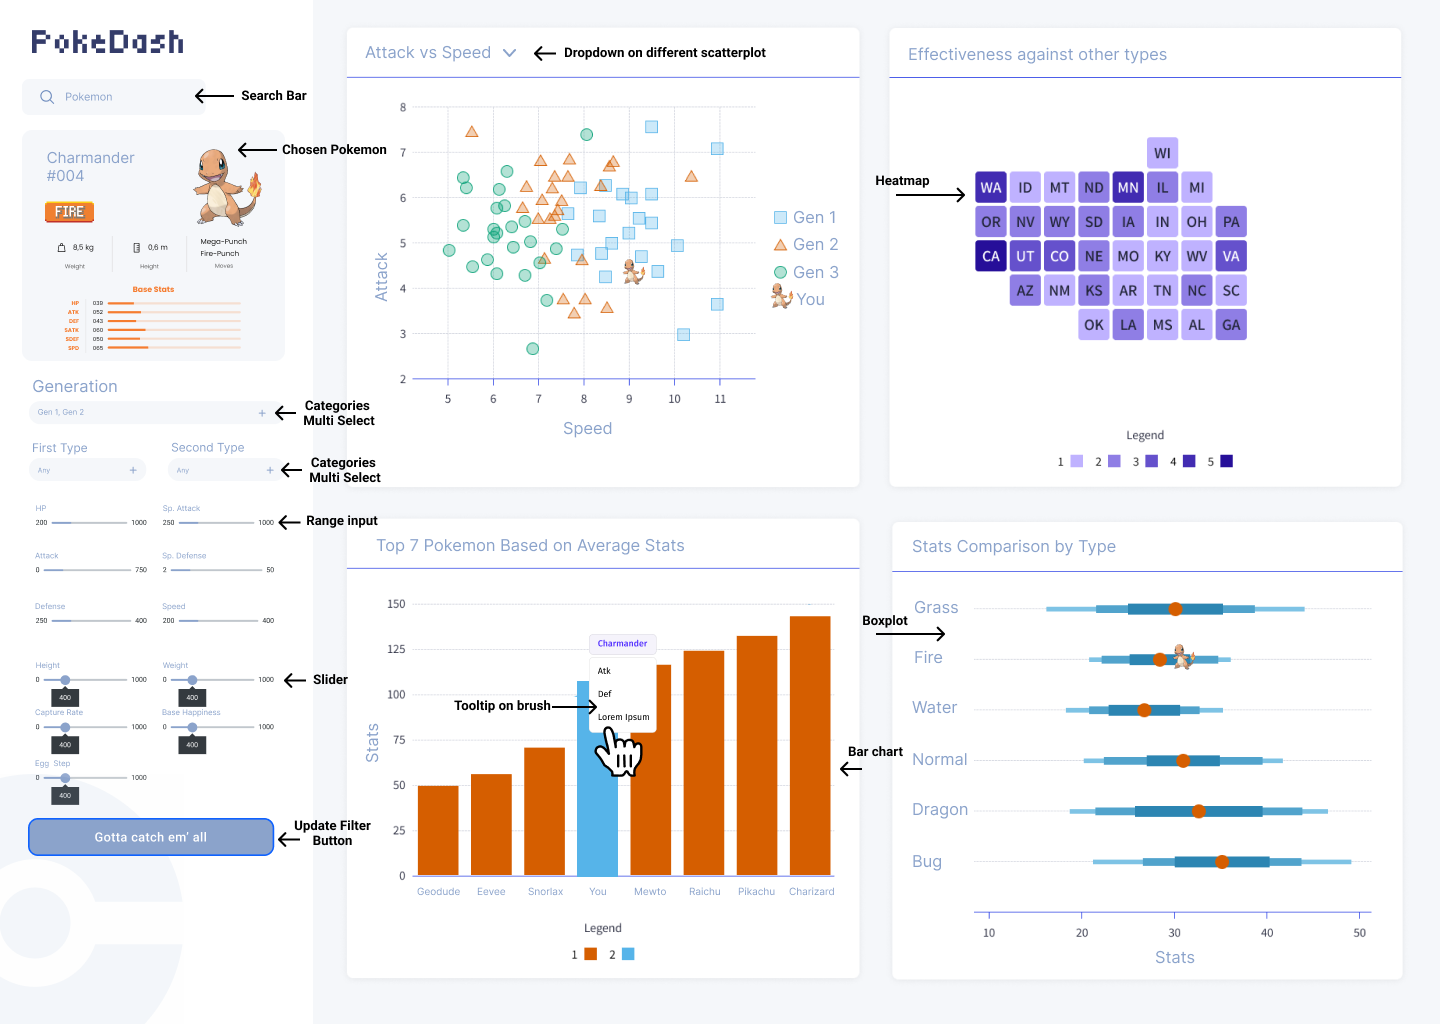 PokeDash
Pokemon
Search Bar
Charmander
#004
Chosen Pokemon
FIRE
8,5 kg
Weight
0,6 m
Height
Mega-Punch
Fire-Punch
Moves
Base Stats
HP 039
ATK 052
DEF 043
SATK 060
SDEF 050
SPD 065
Generation
Gen 1, Gen 2 +
Categories
Multi Select
First Type
Second Type
Any +
Any +
Categories
Multi Select
HP
200 1000
Sp. Attack
250 1000
Range input
Attack
0 750
Sp. Defense
2 50
Defense
250 400
Speed
200 400
Height
0 1000
400
Weight
0 1000
400
Slider
Capture Rate
0 1000
400
Base Happiness
0 1000
400
Egg Step
0 1000
400
Gotta catch em' all
Update Filter
Button
Attack vs Speed
Dropdown on different scatterplot
8
7
6
5
4
3
2
Attack
5 6 7 8 9 10 11
Speed
Gen 1
Gen 2
Gen 3
You
Effectiveness against other types
Heatmap
WI
WA ID MT ND MN IL MI
OR NV WY SD IA IN OH PA
CA UT CO NE MO KY WV VA
AZ NM KS AR TN NC SC
OK LA MS AL GA
Legend
1 2 3 4 5
Top 7 Pokemon Based on Average Stats
150
125
100
75
50
25
0
Stats
Charmander
Atk
Def
Lorem Ipsum
Tooltip on brush
Geodude Eevee Snorlax You Mewto Raichu Pikachu Charizard
Legend
1 2
Bar chart
Stats Comparison by Type
Boxplot
Grass
Fire
Water
Normal
Dragon
Bug
10 20 30 40 50
Stats